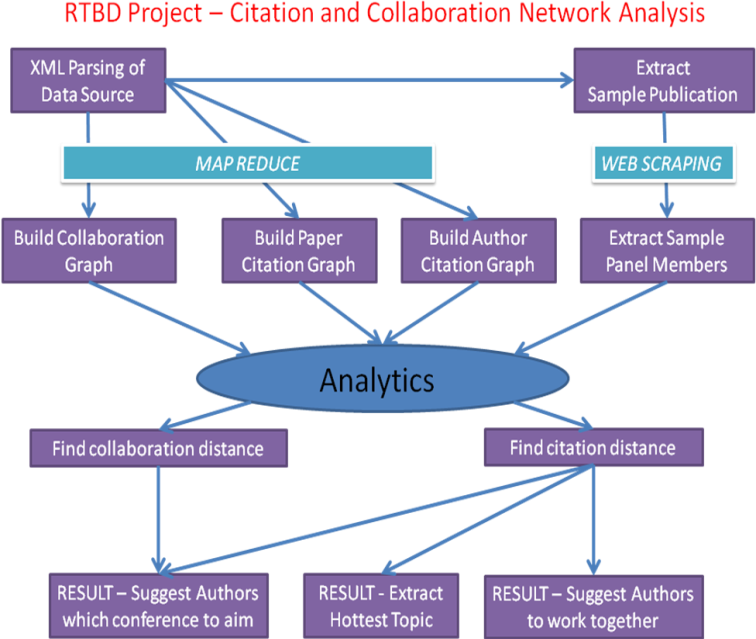 RTBD Project – Citation and Collaboration Network Analysis
XML Parsing of
Data Source
Extract
Sample Publication
MAP REDUCE
WEB SCRAPING
Build Collaboration
Graph
Build Paper
Citation Graph
Build Author
Citation Graph
Extract Sample
Panel Members
Analytics
Find collaboration distance
Find citation distance
RESULT – Suggest Authors
which conference to aim
RESULT - Extract
Hottest Topic
RESULT – Suggest Authors
to work together